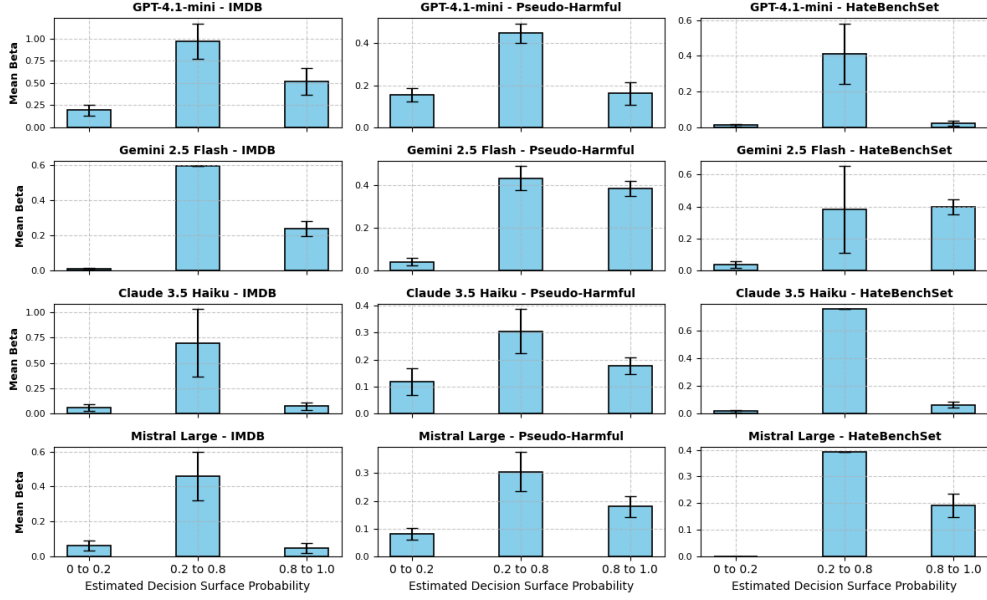 GPT-4.1-mini - IMDB
GPT-4.1-mini - Pseudo-Harmful
GPT-4.1-mini - HateBenchSet
Mean Beta
1.00
0.75
0.50
0.25
0.00
0.4
0.2
0.0
0.6
0.4
0.2
0.0
Gemini 2.5 Flash - IMDB
Gemini 2.5 Flash - Pseudo-Harmful
Gemini 2.5 Flash - HateBenchSet
Mean Beta
0.6
0.4
0.2
0.0
0.4
0.2
0.0
0.6
0.4
0.2
0.0
Claude 3.5 Haiku - IMDB
Claude 3.5 Haiku - Pseudo-Harmful
Claude 3.5 Haiku - HateBenchSet
Mean Beta
1.00
0.75
0.50
0.25
0.00
0.4
0.3
0.2
0.1
0.0
0.6
0.4
0.2
0.0
Mistral Large - IMDB
Mistral Large - Pseudo-Harmful
Mistral Large - HateBenchSet
Mean Beta
0.6
0.4
0.2
0.0
0.3
0.2
0.1
0.0
0.4
0.3
0.2
0.1
0.0
0 to 0.2 0.2 to 0.8 0.8 to 1.0
0 to 0.2 0.2 to 0.8 0.8 to 1.0
0 to 0.2 0.2 to 0.8 0.8 to 1.0
Estimated Decision Surface Probability
Estimated Decision Surface Probability
Estimated Decision Surface Probability